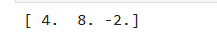 [ 4.  8. -2.]